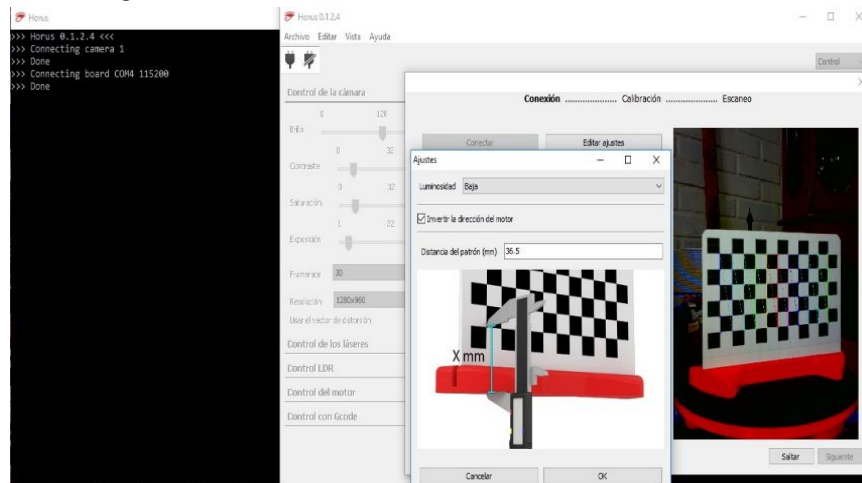 Horus
>>> Horus 0.1.2.4 <<<
>>> Connecting camera 1
>>> Done
>>> Connecting board COM4 115200
>>> Done
Horus 0.1.2.4
Archivo Editar Vista Ayuda
Control
Control de la cámara
0 128
Brillo
0 32
Contraste
0 32
Saturación
1 32
Exposición
Framerate 30
Resolución 1280x960
Usar el vector de distorsión
Control de los láseres
Control LDR
Control del motor
Control con Gcode
Conexión ..................... Calibración ................... Escaneo
Conectar Editar ajustes
Ajustes
Luminosidad Baja
Invertir la dirección del motor
Distancia del patrón (mm) 36.5
X mm
Cancelar OK
Saltar Siguiente